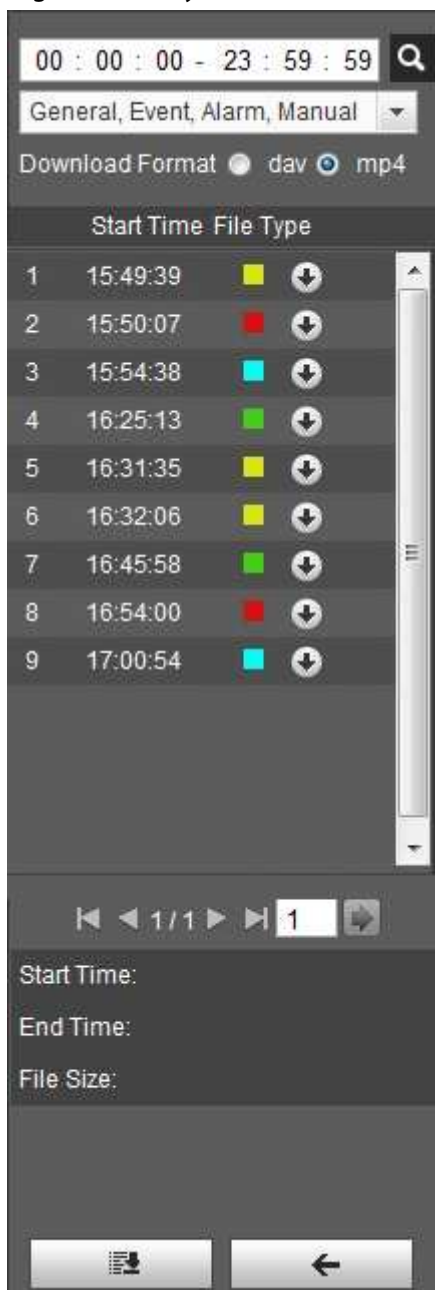 00 : 00 : 00 - 23 : 59 : 59
General, Event, Alarm, Manual
Download Format dav mp4
Start Time File Type
1 15:49:39
2 15:50:07
3 15:54:38
4 16:25:13
5 16:31:35
6 16:32:06
7 16:45:58
8 16:54:00
9 17:00:54
1/1 1
Start Time:
End Time:
File Size: